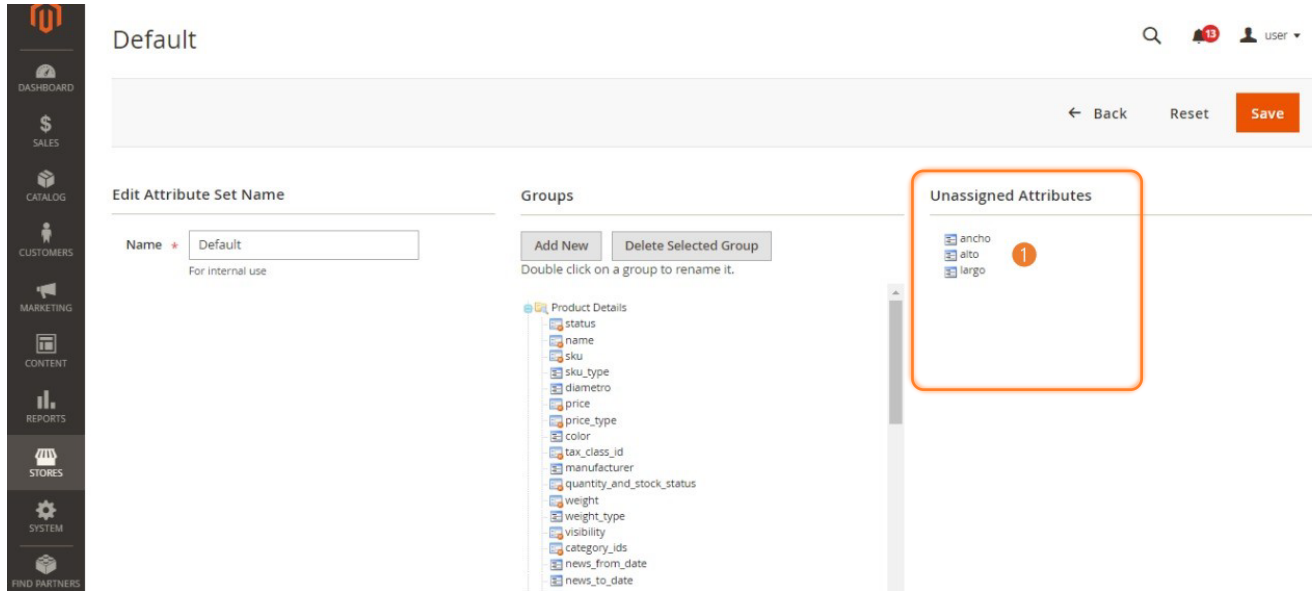 Default
13
user
DASHBOARD
SALES
CATALOG
CUSTOMERS
MARKETING
CONTENT
REPORTS
STORES
SYSTEM
FIND PARTNERS
Back Reset Save
Edit Attribute Set Name
Name * Default
For internal use
Groups
Add New Delete Selected Group
Double click on a group to rename it.
Product Details
status
name
sku
sku_type
diametro
price
price_type
color
tax_class_id
manufacturer
quantity_and_stock_status
weight
weight_type
visibility
category_ids
news_from_date
news_to_date
Unassigned Attributes
ancho
alto
largo
1